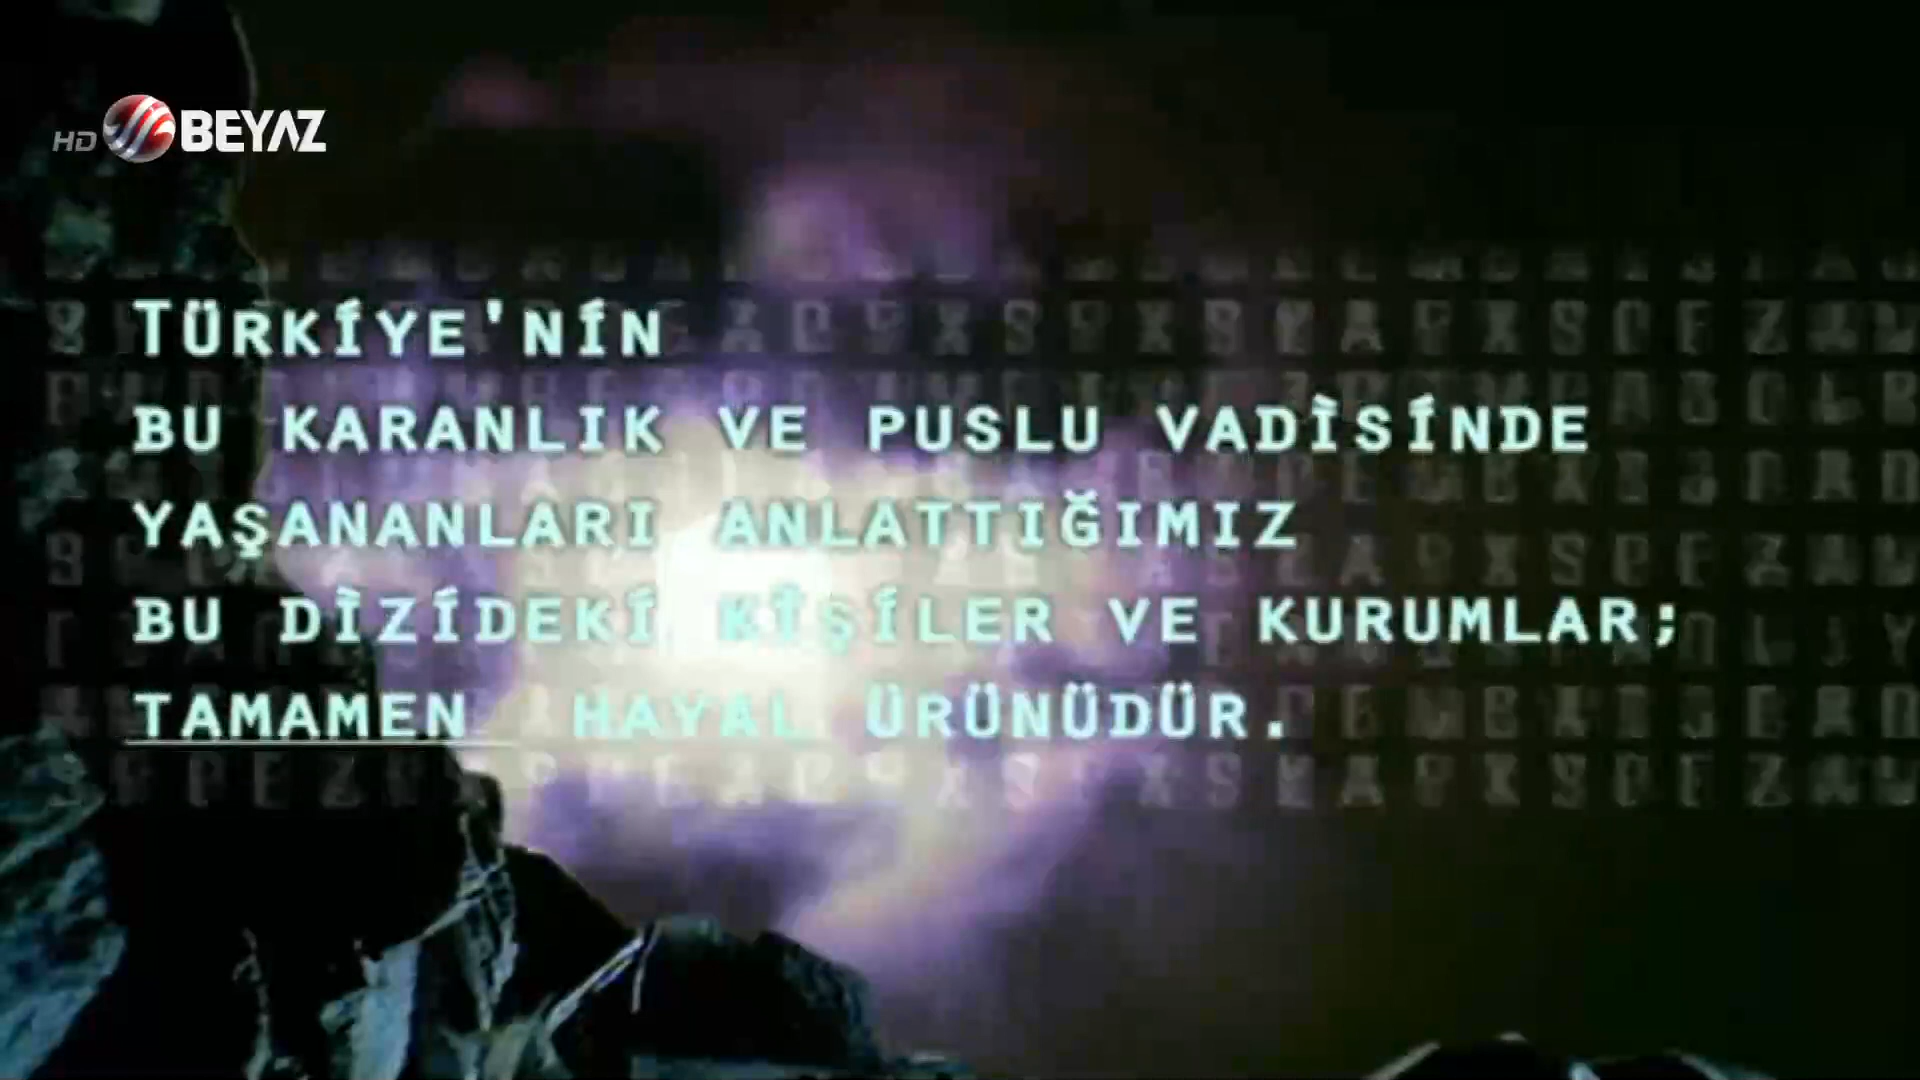 HD BEYAZ
TÜRKİYE'NİN
BU KARANLIK VE PUSLU VADİSİNDE
YAŞANANLARI ANLATTIĞIMIZ
BU DİZİDEKİ KİŞİLER VE KURUMLAR;
TAMAMEN HAYAL ÜRÜNÜDÜR.